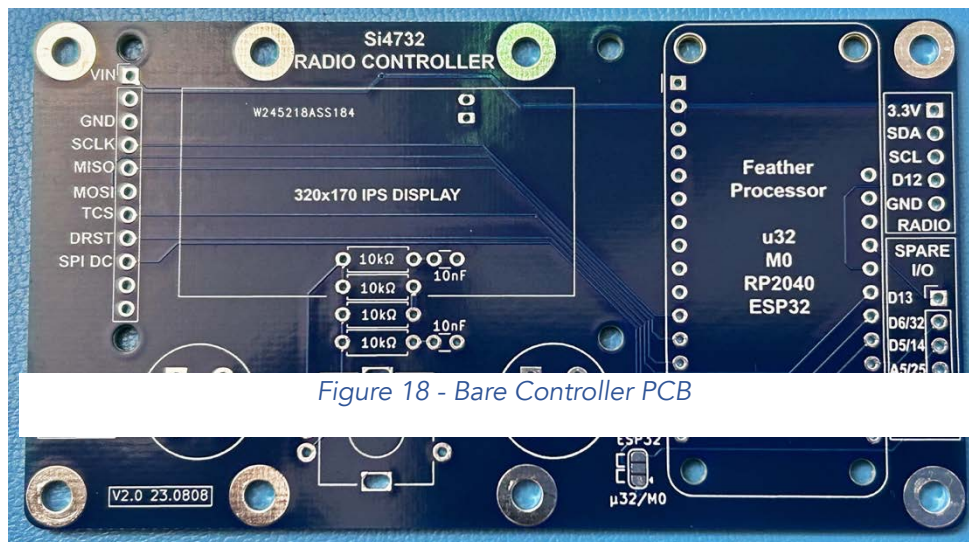 Si4732
RADIO CONTROLLER
VIN
GND
SCLK
MISO
MOSI
TCS
DRST
SPI DC
W245218ASS184
320x170 IPS DISPLAY
10kΩ
10nF
10kΩ
10kΩ
10nF
10kΩ
Feather
Processor
u32
M0
RP2040
ESP32
3.3V
SDA
SCL
D12
GND
RADIO
SPARE
I/O
D13
D6/32
D5/14
A5/25
Figure 18 - Bare Controller PCB
ESP32
µ32/M0
V2.0 23.0808